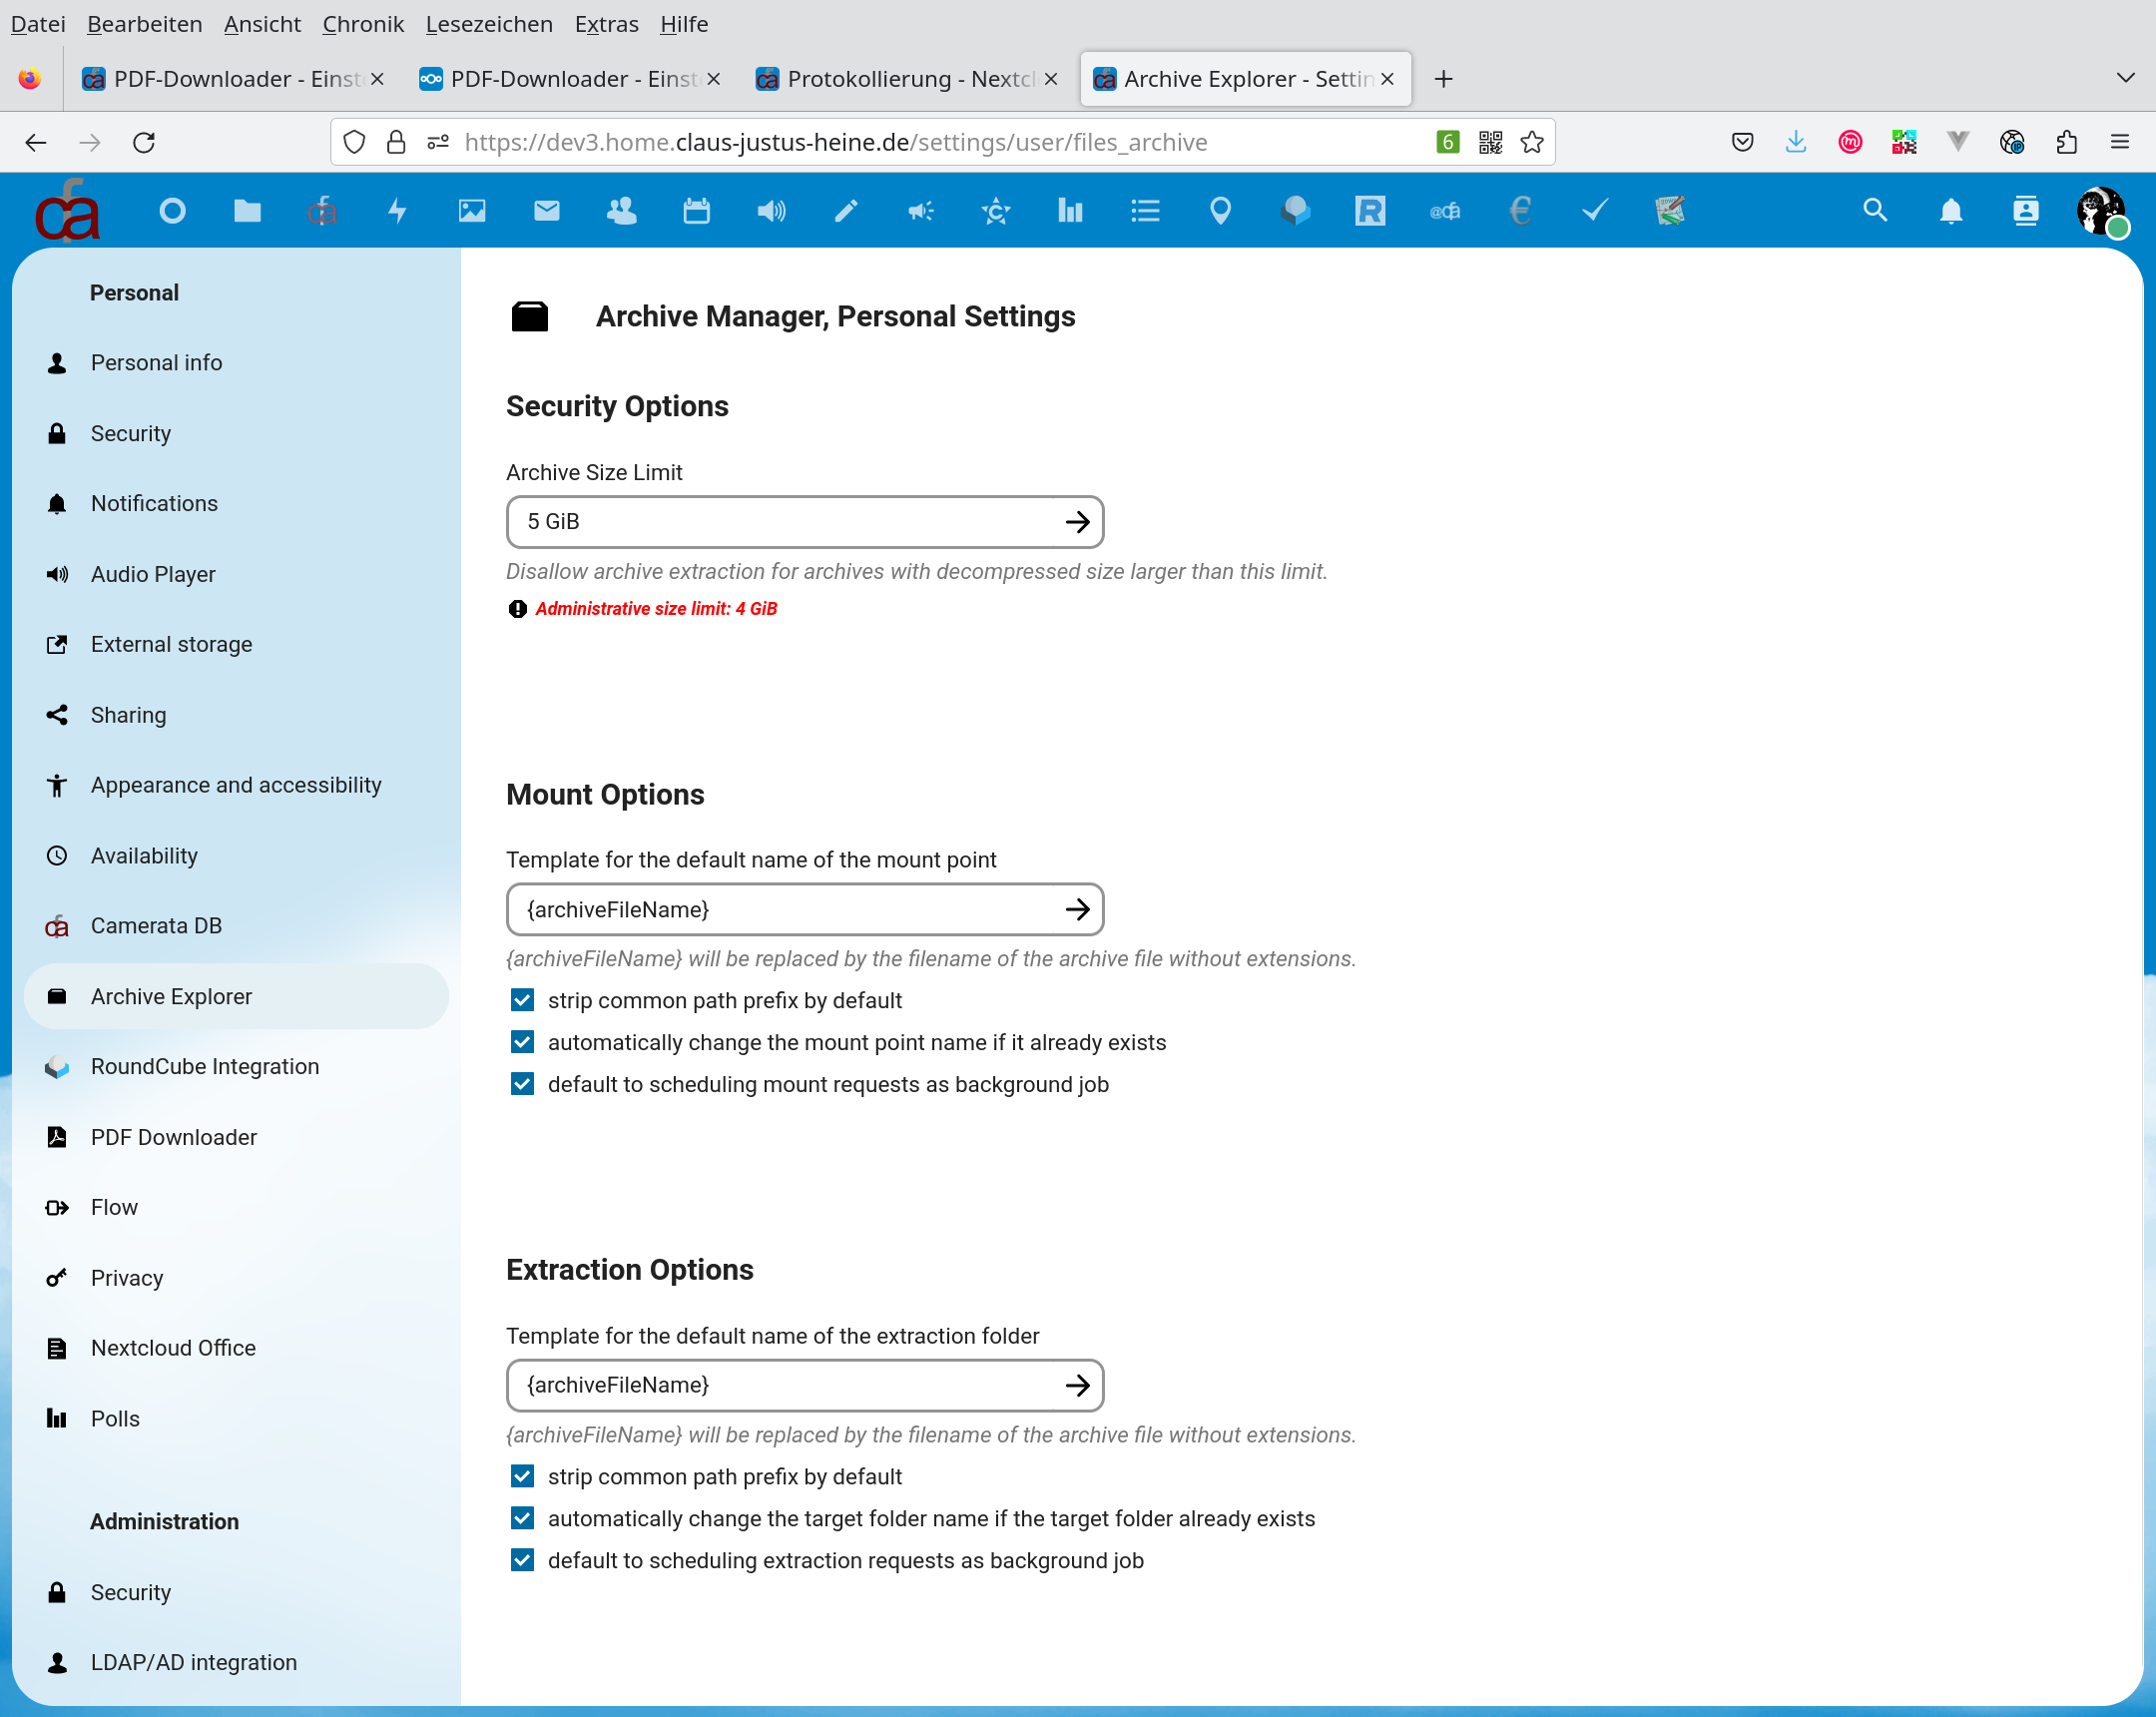 Datei Bearbeiten Ansicht Chronik Lesezeichen Extras Hilfe
PDF-Downloader - Einst
PDF-Downloader - Einst
Protokollierung - Nextcl
Archive Explorer - Settin
https://dev3.home.claus-justus-heine.de/settings/user/files_archive
6
Personal
Personal info
Security
Notifications
Audio Player
External storage
Sharing
Appearance and accessibility
Availability
Camerata DB
Archive Explorer
RoundCube Integration
PDF Downloader
Flow
Privacy
Nextcloud Office
Polls
Administration
Security
LDAP/AD integration
Archive Manager, Personal Settings
Security Options
Archive Size Limit
5 GiB
Disallow archive extraction for archives with decompressed size larger than this limit.
Administrative size limit: 4 GiB
Mount Options
Template for the default name of the mount point
{archiveFileName}
{archiveFileName} will be replaced by the filename of the archive file without extensions.
strip common path prefix by default
automatically change the mount point name if it already exists
default to scheduling mount requests as background job
Extraction Options
Template for the default name of the extraction folder
{archiveFileName}
{archiveFileName} will be replaced by the filename of the archive file without extensions.
strip common path prefix by default
automatically change the target folder name if the target folder already exists
default to scheduling extraction requests as background job